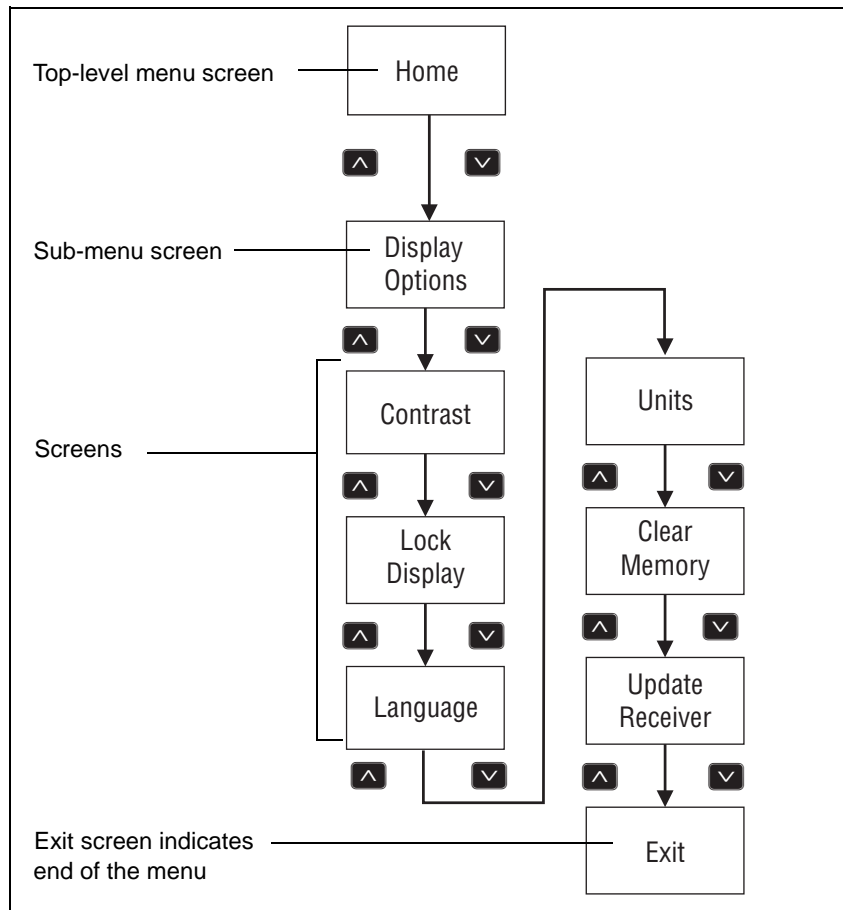 Top-level menu screen
Home
Sub-menu screen
Display
Options
Screens
Contrast
Lock
Display
Language
Units
Clear
Memory
Update
Receiver
Exit screen indicates
end of the menu
Exit